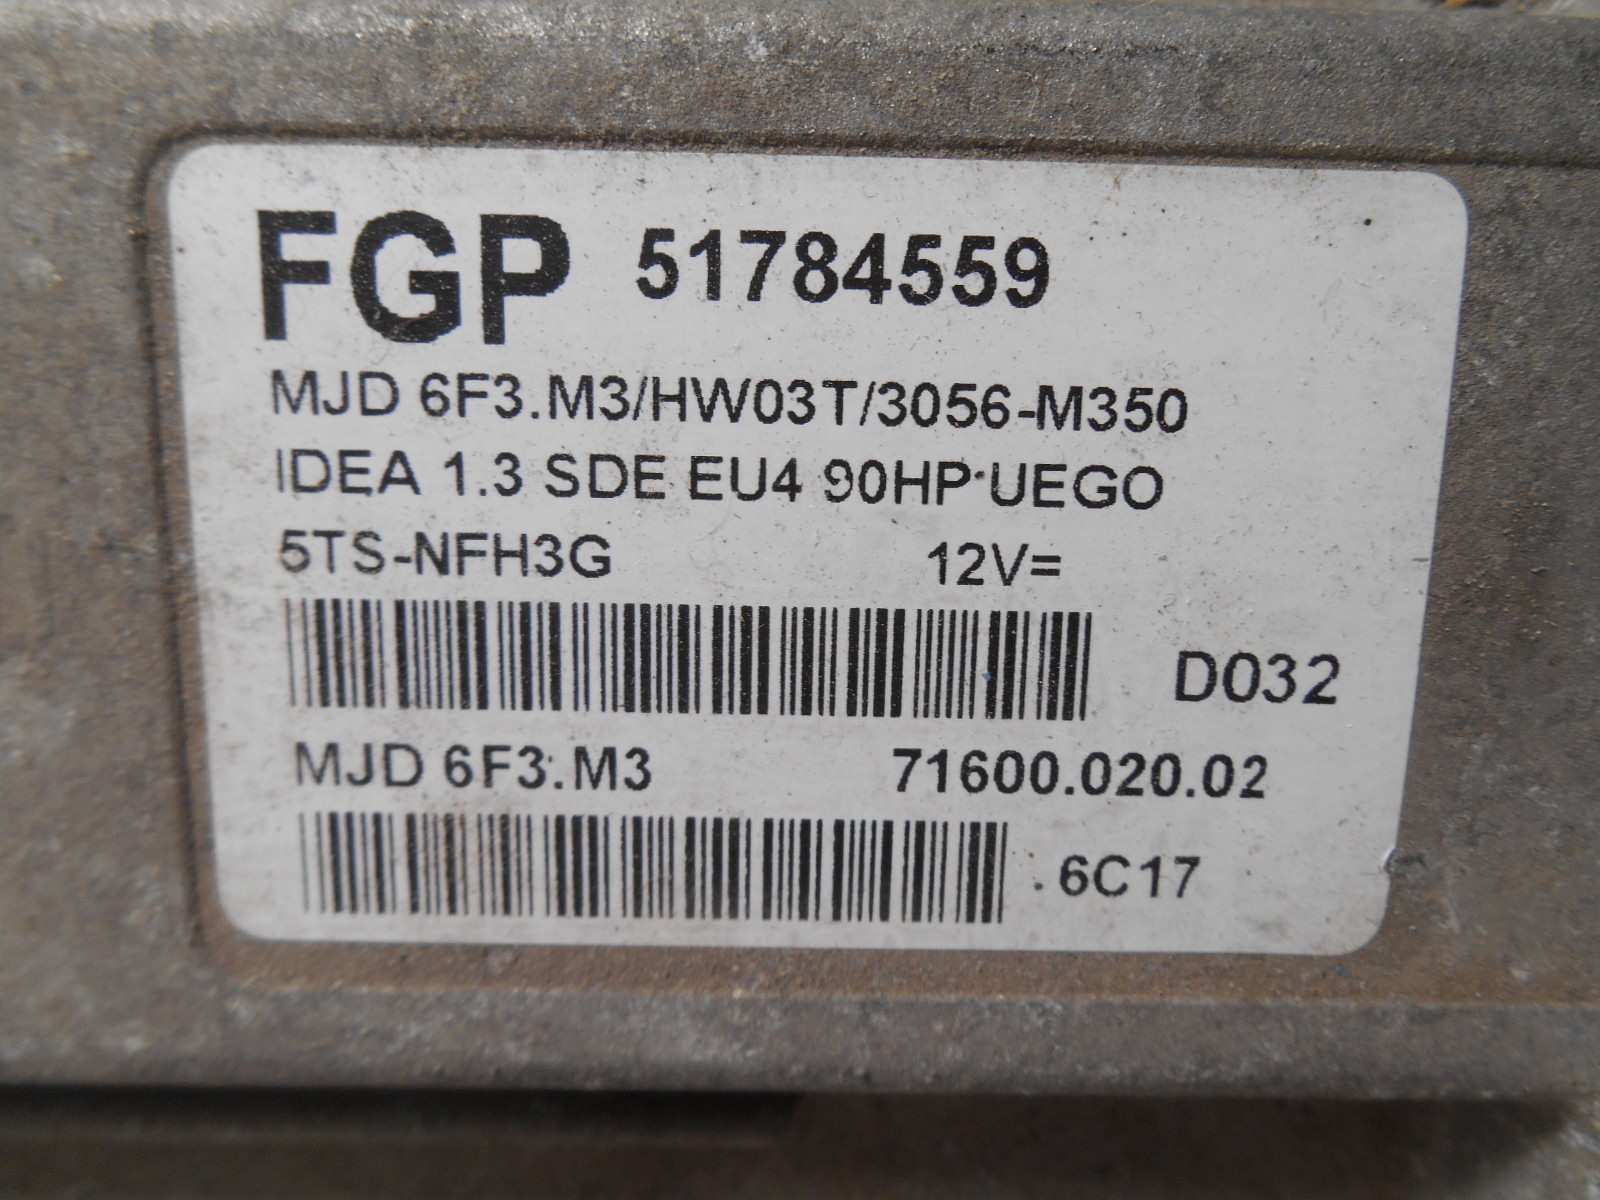 FGP 51784559
MJD 6F3.M3/HW03T/3056-M350
IDEA 1.3 SDE EU4 90HP UEGO
5TS-NFH3G 12V=
D032
MJD 6F3.M3 71600.020.02
6C17